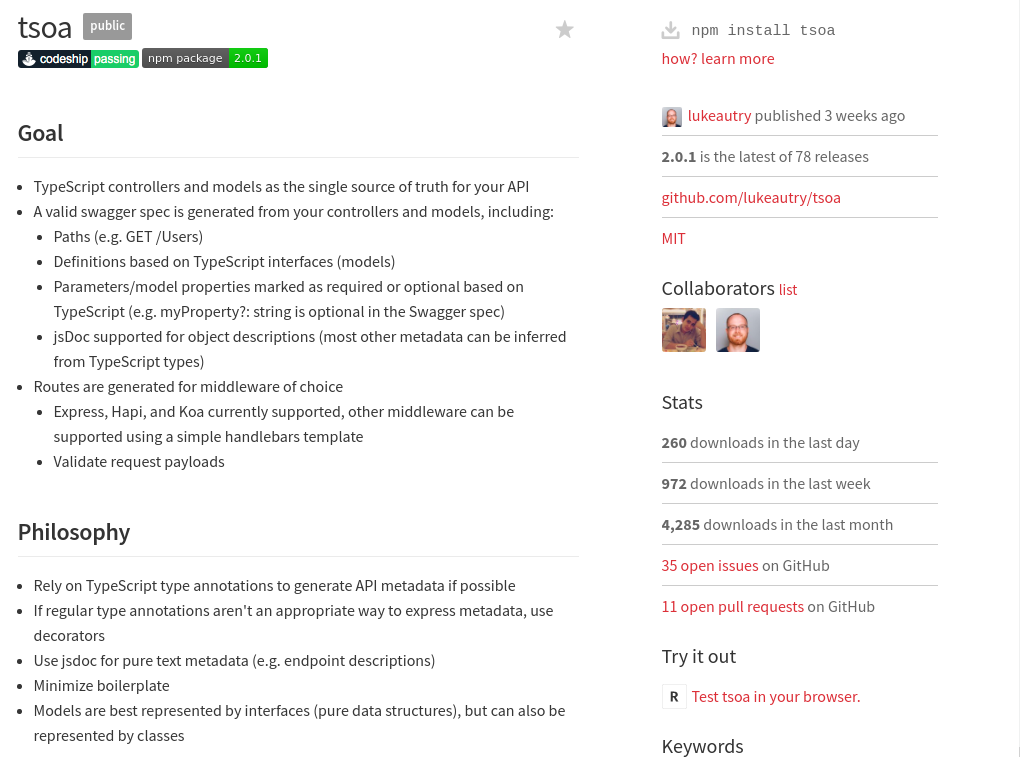 tsoa public
codeship passing npm package 2.0.1
Goal
TypeScript controllers and models as the single source of truth for your API
A valid swagger spec is generated from your controllers and models, including:
Paths (e.g. GET /Users)
Definitions based on TypeScript interfaces (models)
Parameters/model properties marked as required or optional based on
TypeScript (e.g. myProperty?: string is optional in the Swagger spec)
jsDoc supported for object descriptions (most other metadata can be inferred
from TypeScript types)
Routes are generated for middleware of choice
Express, Hapi, and Koa currently supported, other middleware can be
supported using a simple handlebars template
Validate request payloads
Philosophy
Rely on TypeScript type annotations to generate API metadata if possible
If regular type annotations aren't an appropriate way to express metadata, use
decorators
Use jsdoc for pure text metadata (e.g. endpoint descriptions)
Minimize boilerplate
Models are best represented by interfaces (pure data structures), but can also be
represented by classes
npm install tsoa
how? learn more
lukeautry published 3 weeks ago
2.0.1 is the latest of 78 releases
github.com/lukeautry/tsoa
MIT
Collaborators list
Stats
260 downloads in the last day
972 downloads in the last week
4,285 downloads in the last month
35 open issues on GitHub
11 open pull requests on GitHub
Try it out
R Test tsoa in your browser.
Keywords